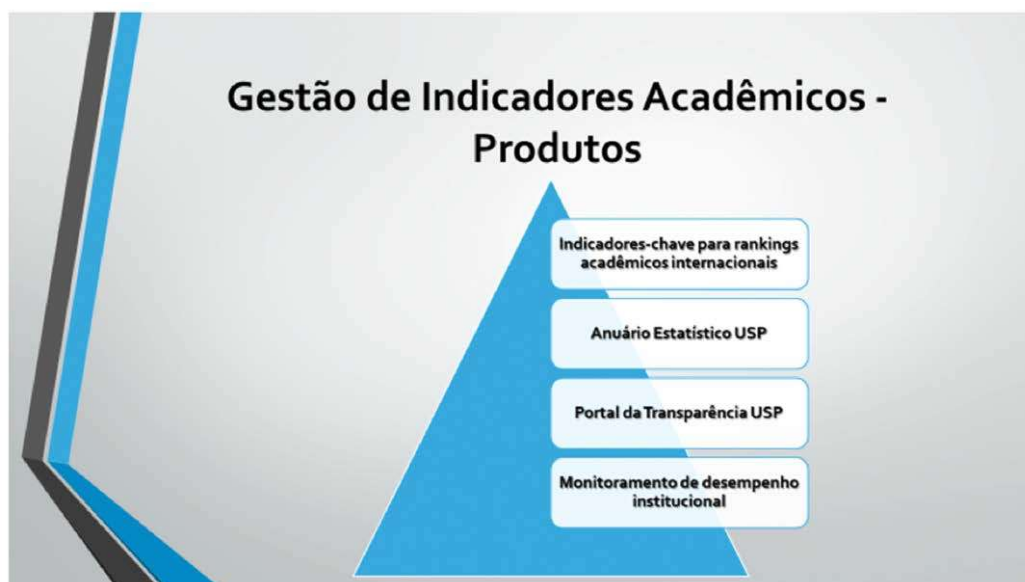 Gestão de Indicadores Acadêmicos -
Produtos
Indicadores-chave para rankings
acadêmicos internacionais
Anuário Estatístico USP
Portal da Transparência USP
Monitoramento de desempenho
institucional